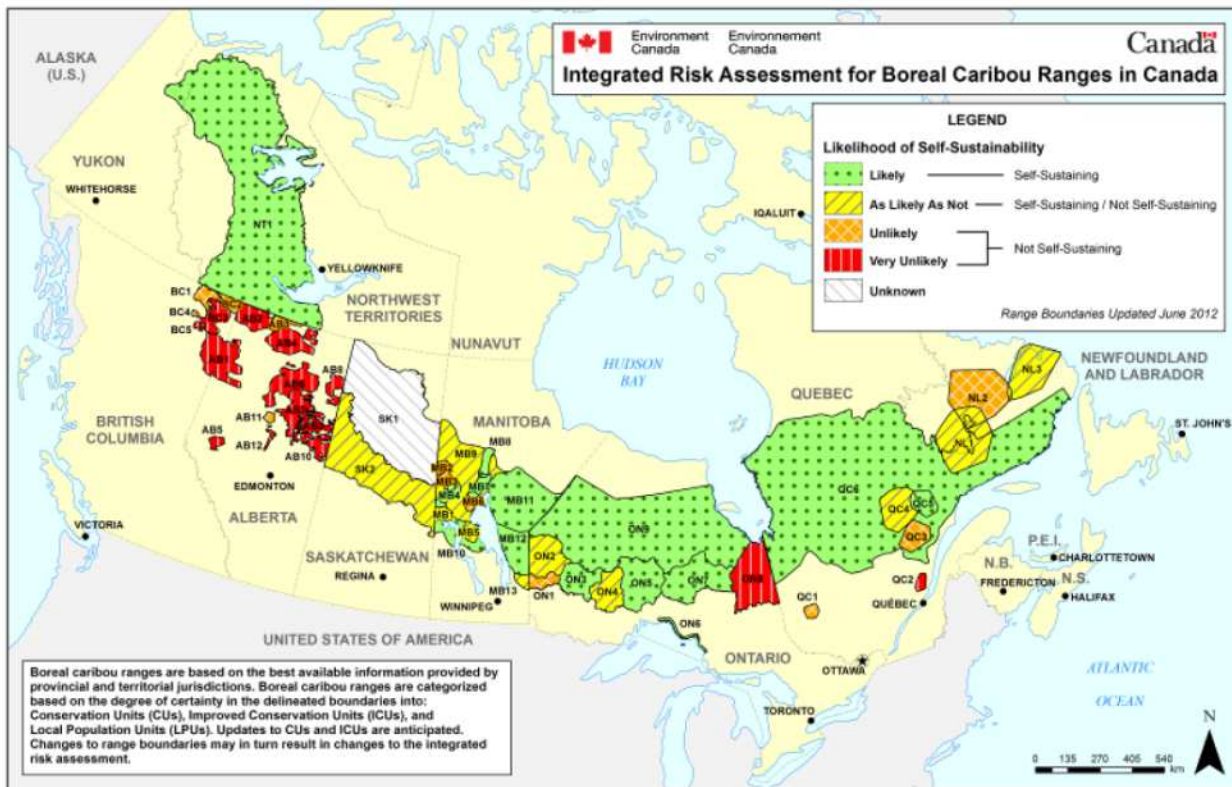 Environment Canada
Environnement Canada
Canada
Integrated Risk Assessment for Boreal Caribou Ranges in Canada
LEGEND
Likelihood of Self-Sustainability
Likely
Self-Sustaining
As Likely As Not
Self-Sustaining / Not Self-Sustaining
Unlikely
Not Self-Sustaining
Very Unlikely
Unknown
Range Boundaries Updated June 2012
ALASKA
(U.S.)
YUKON
WHITEHORSE
IQALUIT
NT1
YELLOWKNIFE
NORTHWEST
TERRITORIES
NUNAVUT
HUDSON
BAY
QUEBEC
NEWFOUNDLAND
AND LABRADOR
ST. JOHN'S
BC1
BC4
BC5
AB1
AB8
SK1
MANITOBA
NL3
NL2
NL1
BRITISH
COLUMBIA
AB11
AB5
AB12
AB10
EDMONTON
ALBERTA
SK2
MB8
MB9
MB2
MB3
MB4
MB7
MB6
MB1
MB5
MB10
MB11
MB12
MB13
ON9
QC6
QC5
QC4
QC3
VICTORIA
SASKATCHEWAN
REGINA
WINNIPEG
ON2
ON1
ON3
ON4
ON5
ON7
ON8
ON6
QC1
QC2
QUÉBEC
P.E.I.
CHARLOTTETOWN
N.B.
FREDERICTON
N.S.
HALIFAX
UNITED STATES OF AMERICA
ONTARIO
OTTAWA
TORONTO
ATLANTIC
OCEAN
Boreal caribou ranges are based on the best available information provided by
provincial and territorial jurisdictions. Boreal caribou ranges are categorized
based on the degree of certainty in the delineated boundaries into:
Conservation Units (CUs), Improved Conservation Units (ICUs), and
Local Population Units (LPUs). Updates to CUs and ICUs are anticipated.
Changes to range boundaries may in turn result in changes to the integrated
risk assessment.
N
0 135 270 405 540
km